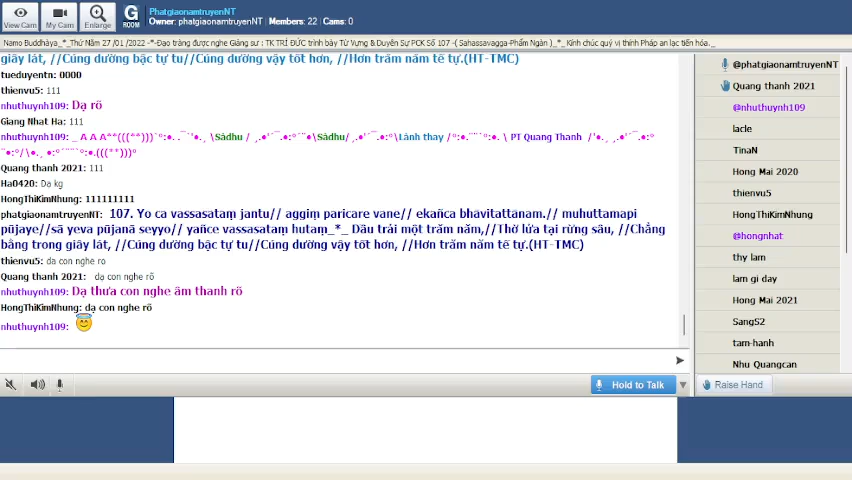 PhatgiaonamtruyenNT
Owner: phatgiaonamtruyenNT | Members: 22 | Cams: 0
View Cam
My Cam
Enlarge
G
ROOM
Namo Buddhàya_*_Thứ Năm 27 /01 /2022 ~*~Đạo tràng được nghe Giảng sư : TK TRÍ ĐỨC trình bày Từ Vựng & Duyên Sự PCK Số 107 ~( Sahassavagga-Phẩm Ngàn )_*_ Kính chúc quý vị thính Pháp an lạc tiến hóa._
giây lát, //Cúng dường bậc tự tu//Cúng dường vậy tốt hơn, //Hơn trăm năm tế tự.(HT-TMC)
tueduyentn: 0000
thienvu5: 111
nhuthuynh109: Dạ rõ
Giang Nhat Ha: 111
\Sādhu / \Sādhu/ \Lành thay / \ PT Quang Thanh /
Quang thanh 2021: 111
Ha0420: Da kg
HongThiKimNhung: 111111111
phatgiaonamtruyenNT: 107. Yo ca vassasataṃ jantu// aggiṃ paricare vane// ekañca bhāvitattānaṃ.// muhuttamapi
pūjaye//sā yeva pūjanā seyyo// yañce vassasataṃ hutaṃ_*_ Dầu trải một trăm năm,//Thờ lửa tại rừng sâu, //Chẳng
bằng trong giây lát, //Cúng dường bậc tự tu//Cúng dường vậy tốt hơn, //Hơn trăm năm tế tự.(HT-TMC)
thienvu5: da con nghe ro
Quang thanh 2021: dạ con nghe rõ
nhuthuynh109: Dạ thưa con nghe âm thanh rõ
HongThiKimNhung: dạ con nghe rõ
nhuthuynh109:
Hold to Talk
@phatgiaonamtruyenNT
Quang thanh 2021
@nhuthuynh109
lacle
TinaN
Hong Mai 2020
thienvu5
HongThiKimNhung
@hongnhat
thy lam
lam gi day
Hong Mai 2021
SangS2
tam-hanh
Nhu Quangcan
Raise Hand